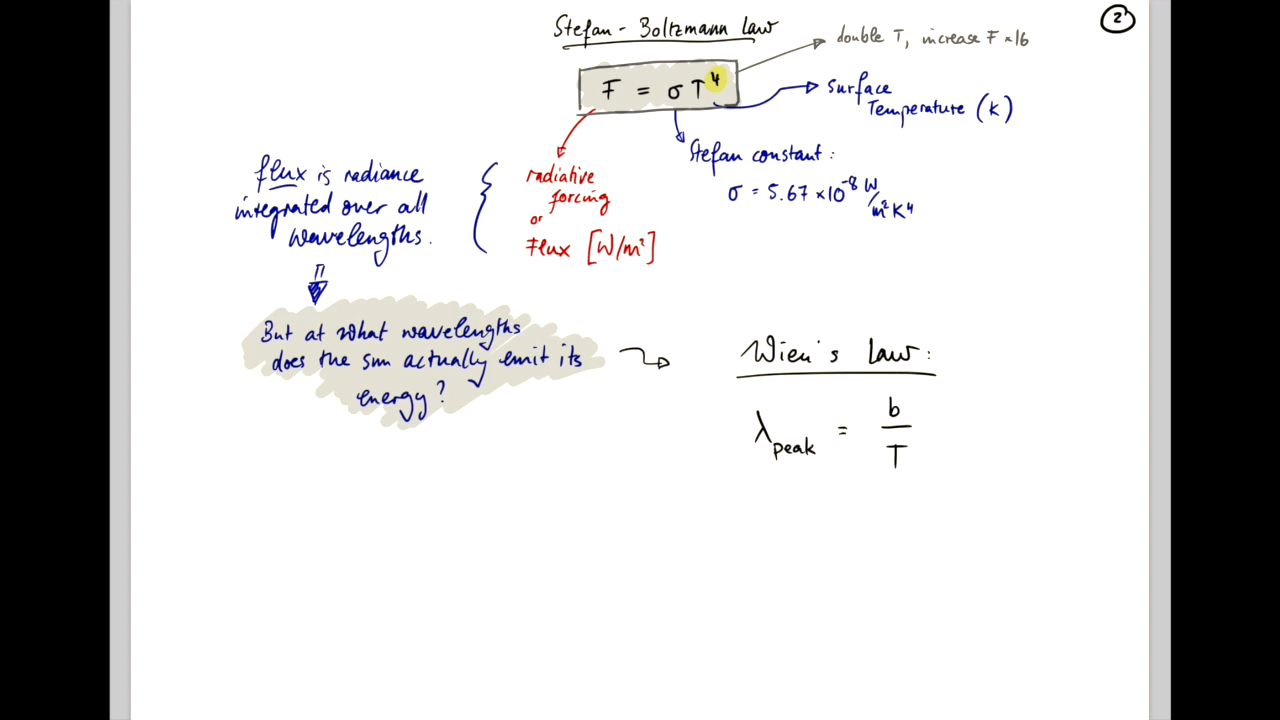 2
Stefan - Boltzmann Law
double T, increase F ×16
F = σ T⁴
Surface
Temperature (K)
Stefan constant :
σ = 5.67 × 10⁻⁸ W/m²K⁴
flux is radiance
integrated over all
wavelengths.
radiative
forcing
or
Flux [W/m²]
But at what wavelengths
does the sun actually emit its
energy?
Wien's Law :
λpeak = b/T